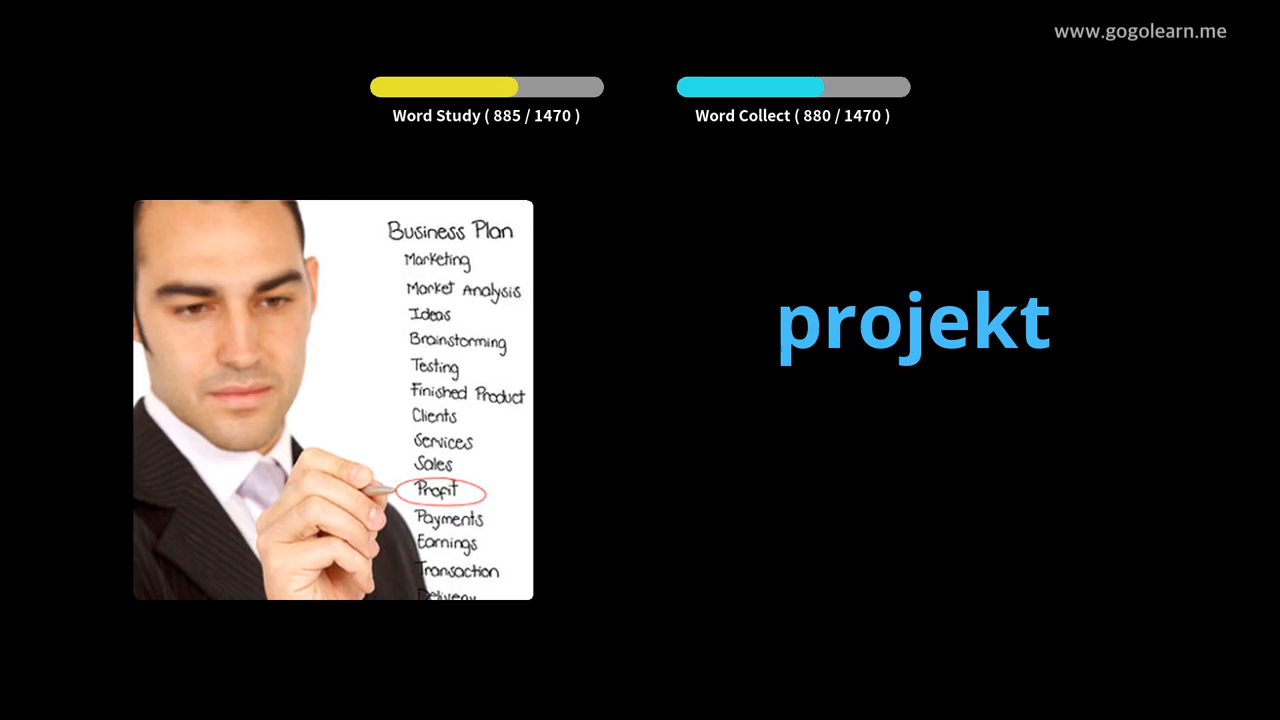 www.gogolearn.me
Word Study ( 885 / 1470 )
Word Collect ( 880 / 1470 )
Business Plan
Marketing
Market Analysis
Ideas
Brainstorming
Testing
Finished Product
Clients
Services
Sales
Profit
Payments
Earnings
Transaction
Delivery
projekt